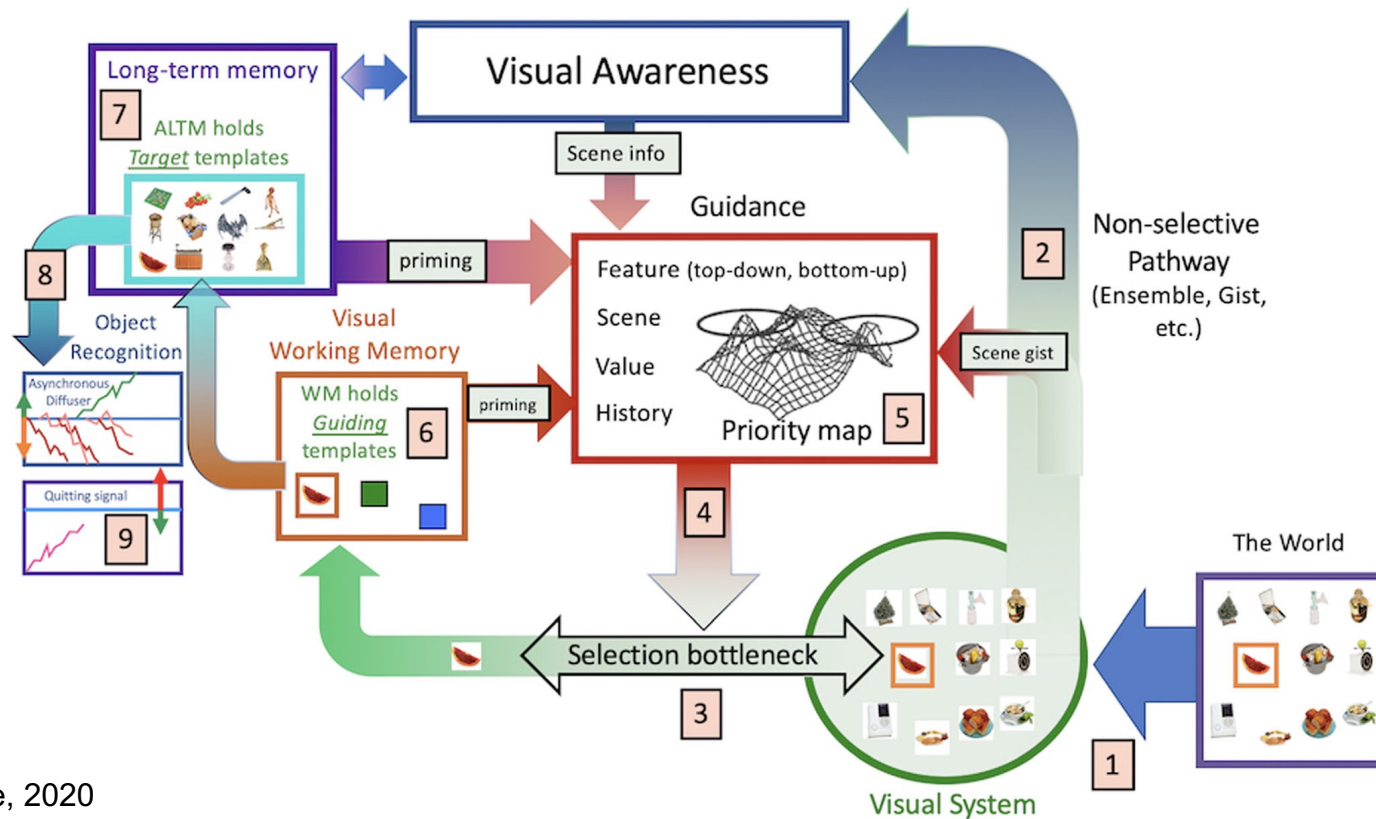 Visual Awareness
Long-term memory
7
ALTM holds
Target templates
Scene info
Guidance
priming
Feature (top-down, bottom-up)
Scene
Value
History
Priority map
5
2
Non-selective
Pathway
(Ensemble, Gist,
etc.)
Scene gist
8
Object
Recognition
Asynchronous
Diffuser
Quitting signal
9
Visual
Working Memory
WM holds
Guiding
templates
6
priming
4
Selection bottleneck
3
The World
1
Visual System
, 2020